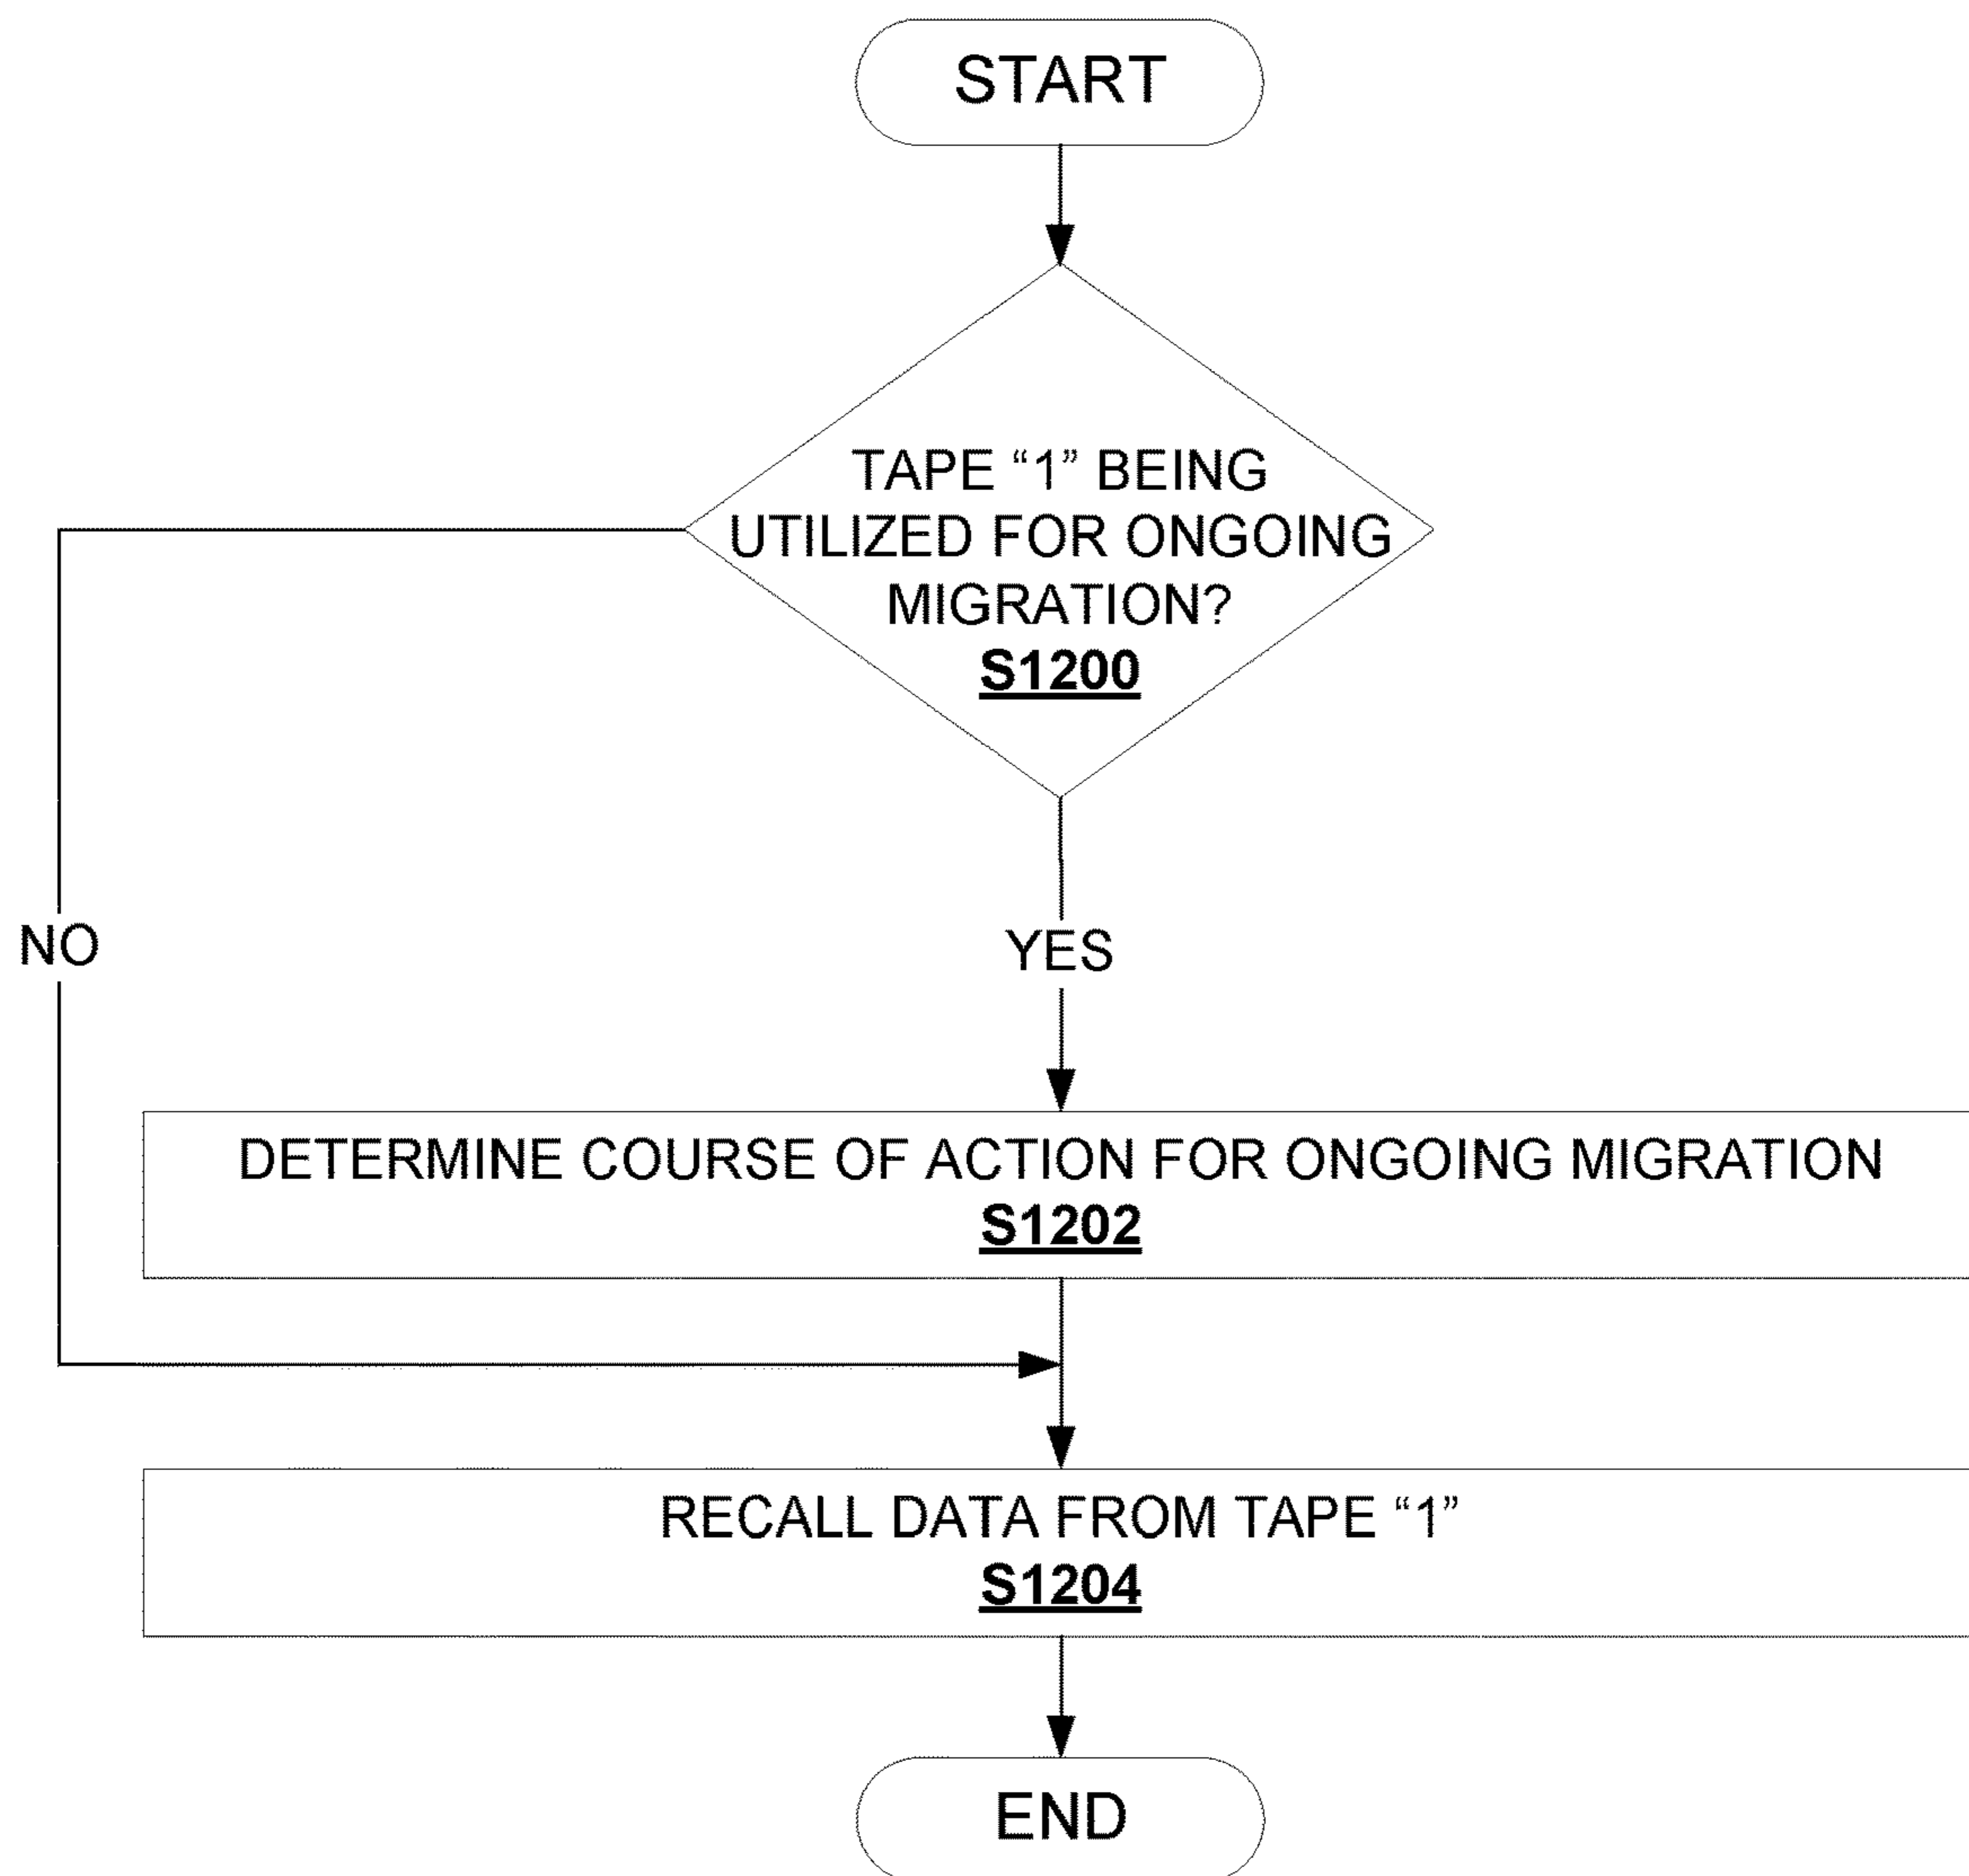 START
TAPE “1” BEING
UTILIZED FOR ONGOING
MIGRATION?
S1200
NO
YES
DETERMINE COURSE OF ACTION FOR ONGOING MIGRATION
S1202
RECALL DATA FROM TAPE “1”
S1204
END